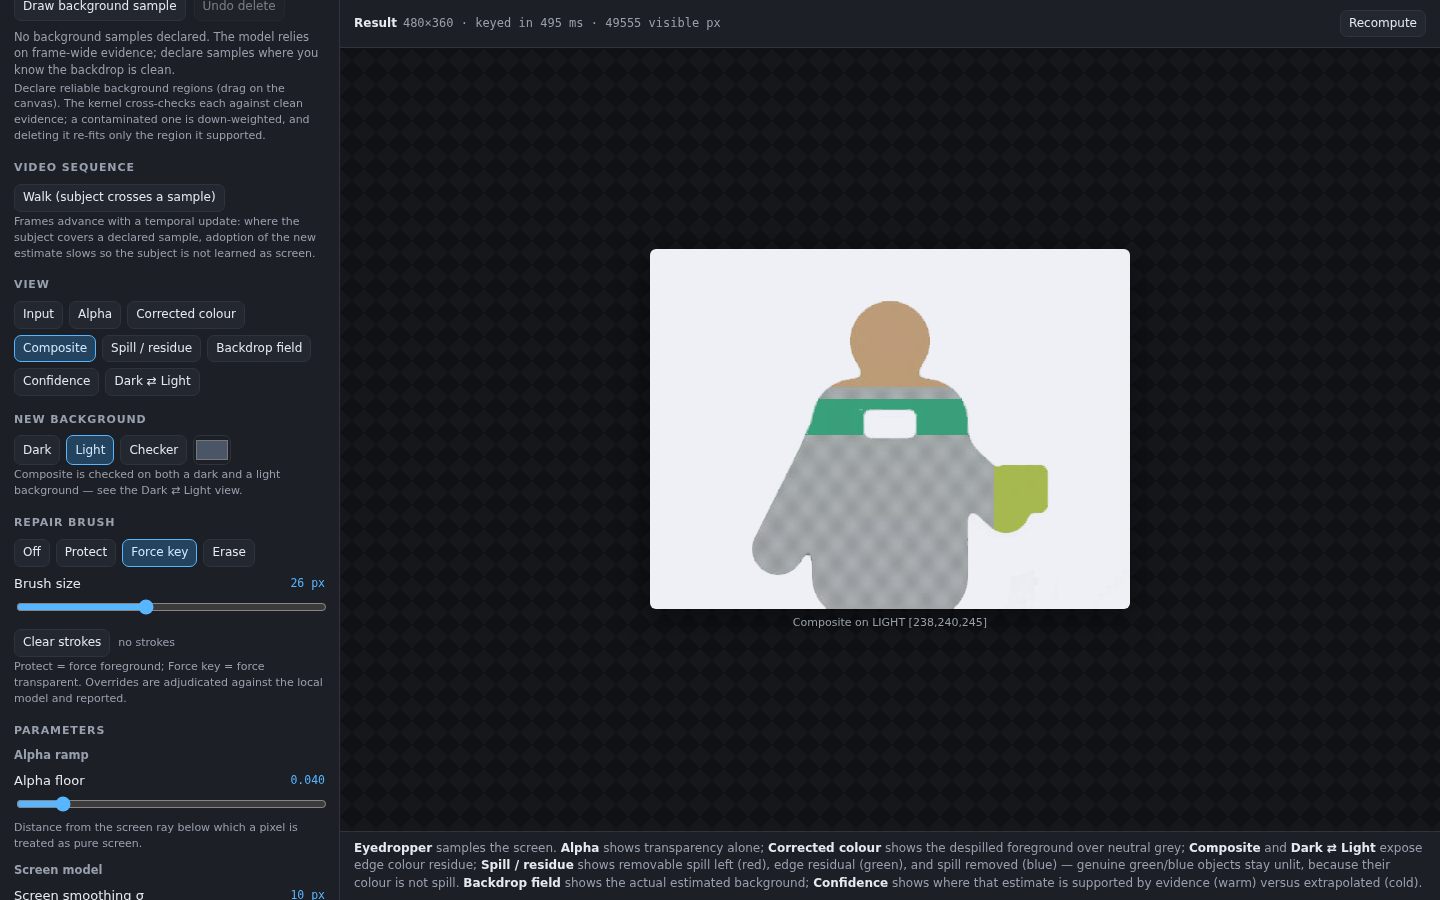 Draw background sample Undo delete
No background samples declared. The model relies
on frame-wide evidence; declare samples where you
know the backdrop is clean.
Declare reliable background regions (drag on the
canvas). The kernel cross-checks each against clean
evidence; a contaminated one is down-weighted, and
deleting it re-fits only the region it supported.
VIDEO SEQUENCE
Walk (subject crosses a sample)
Frames advance with a temporal update: where the
subject covers a declared sample, adoption of the new
estimate slows so the subject is not learned as screen.
VIEW
Input Alpha Corrected colour
Composite Spill / residue Backdrop field
Confidence Dark ⇄ Light
NEW BACKGROUND
Dark Light Checker
Composite is checked on both a dark and a light
background — see the Dark ⇄ Light view.
REPAIR BRUSH
Off Protect Force key Erase
Brush size 26 px
Clear strokes no strokes
Protect = force foreground; Force key = force
transparent. Overrides are adjudicated against the local
model and reported.
PARAMETERS
Alpha ramp
Alpha floor 0.040
Distance from the screen ray below which a pixel is
treated as pure screen.
Screen model
Screen smoothing σ 10 px
Result 480×360 · keyed in 495 ms · 49555 visible px
Recompute
Composite on LIGHT [238,240,245]
Eyedropper samples the screen. Alpha shows transparency alone; Corrected colour shows the despilled foreground over neutral grey; Composite and Dark ⇄ Light expose
edge colour residue; Spill / residue shows removable spill left (red), edge residual (green), and spill removed (blue) — genuine green/blue objects stay unlit, because their
colour is not spill. Backdrop field shows the actual estimated background; Confidence shows where that estimate is supported by evidence (warm) versus extrapolated (cold).